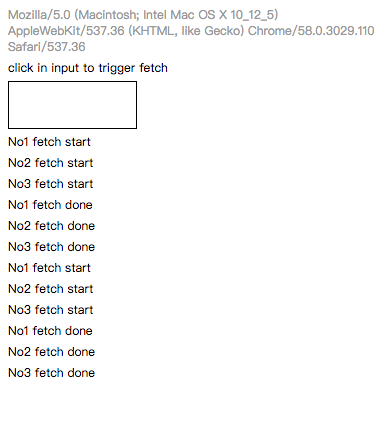 Mozilla/5.0 (Macintosh; Intel Mac OS X 10_12_5)
AppleWebKit/537.36 (KHTML, like Gecko) Chrome/58.0.3029.110
Safari/537.36
click in input to trigger fetch
No1 fetch start
No2 fetch start
No3 fetch start
No1 fetch done
No2 fetch done
No3 fetch done
No1 fetch start
No2 fetch start
No3 fetch start
No1 fetch done
No2 fetch done
No3 fetch done